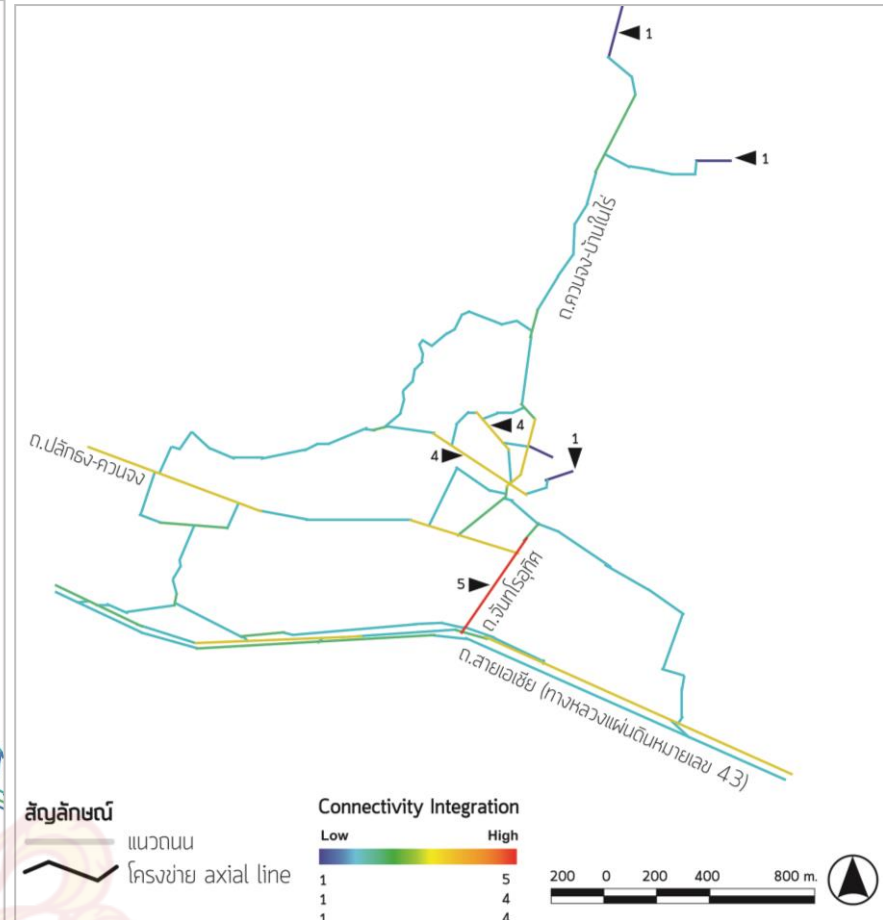 1
1
ถ.ควนจง-บ้านในไร่
4
1
4
ถ.ปลักธง-ควนจง
5
ถ.จันทโรอุทิศ
ถ.สายเอเชีย (ทางหลวงแผ่นดินหมายเลข 43)
สัญลักษณ์
แนวถนน
โครงข่าย axial line
Connectivity Integration
Low High
1 5
1 4
1 4
200 0 200 400 800 m.